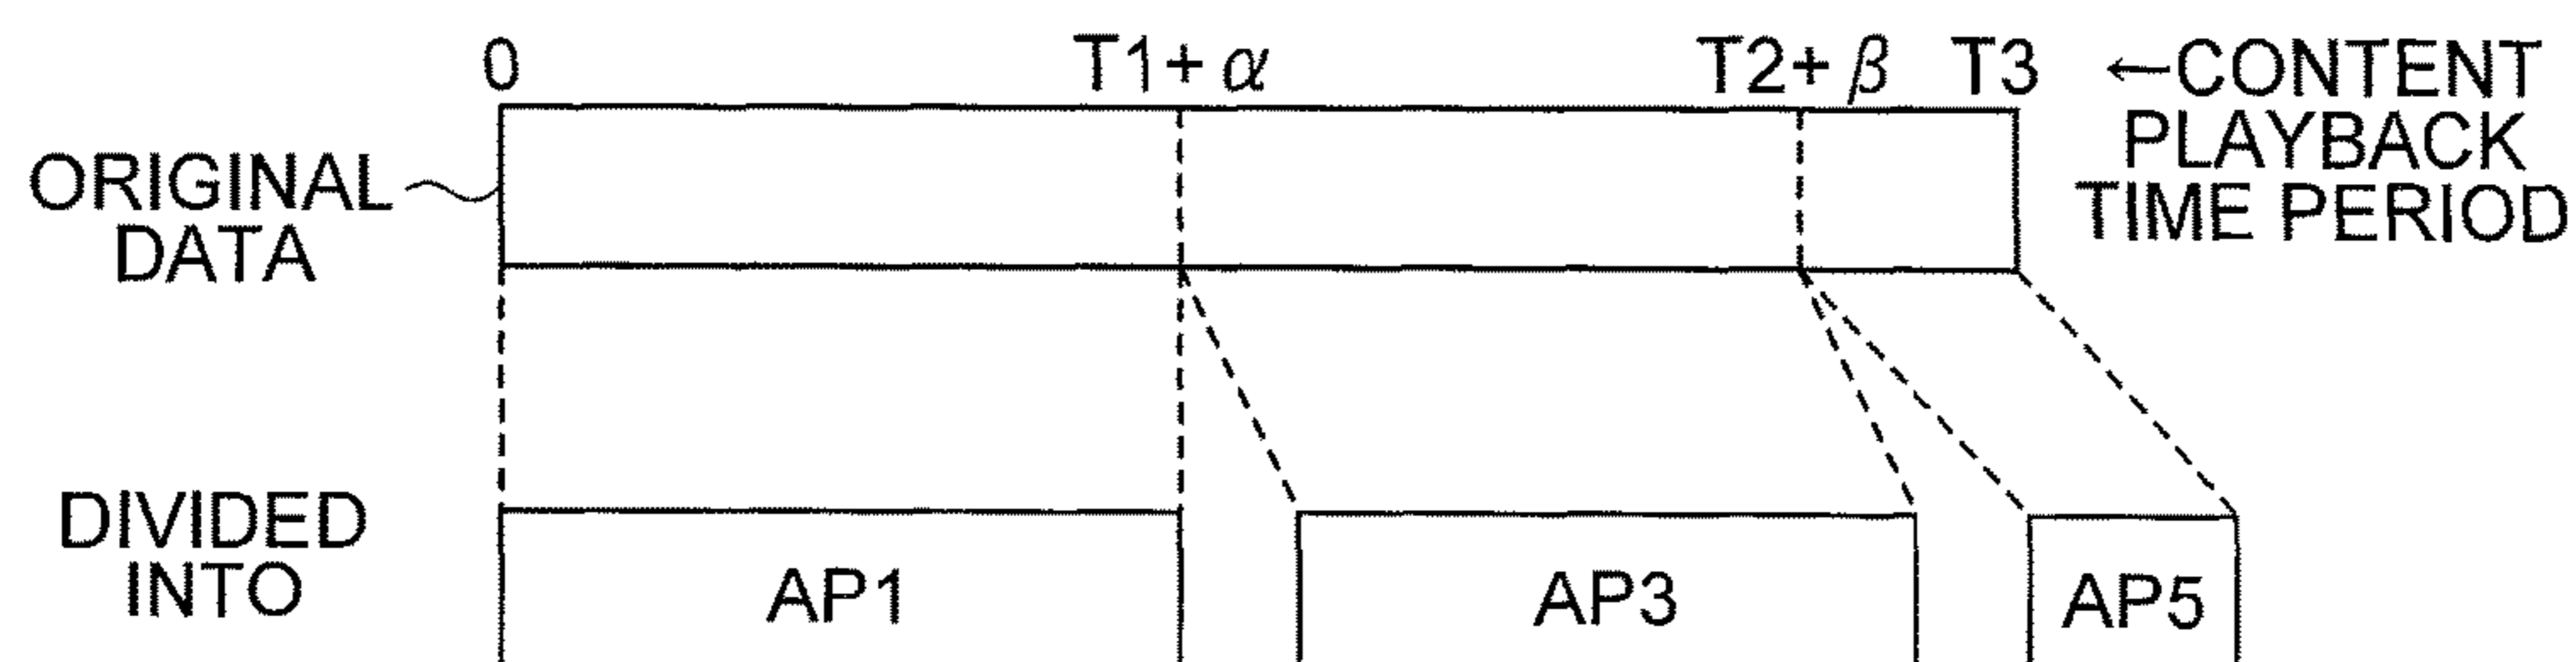 0 T1+α T2+β T3 ←CONTENT
PLAYBACK
TIME PERIOD
ORIGINAL
DATA
DIVIDED
INTO
AP1 AP3 AP5